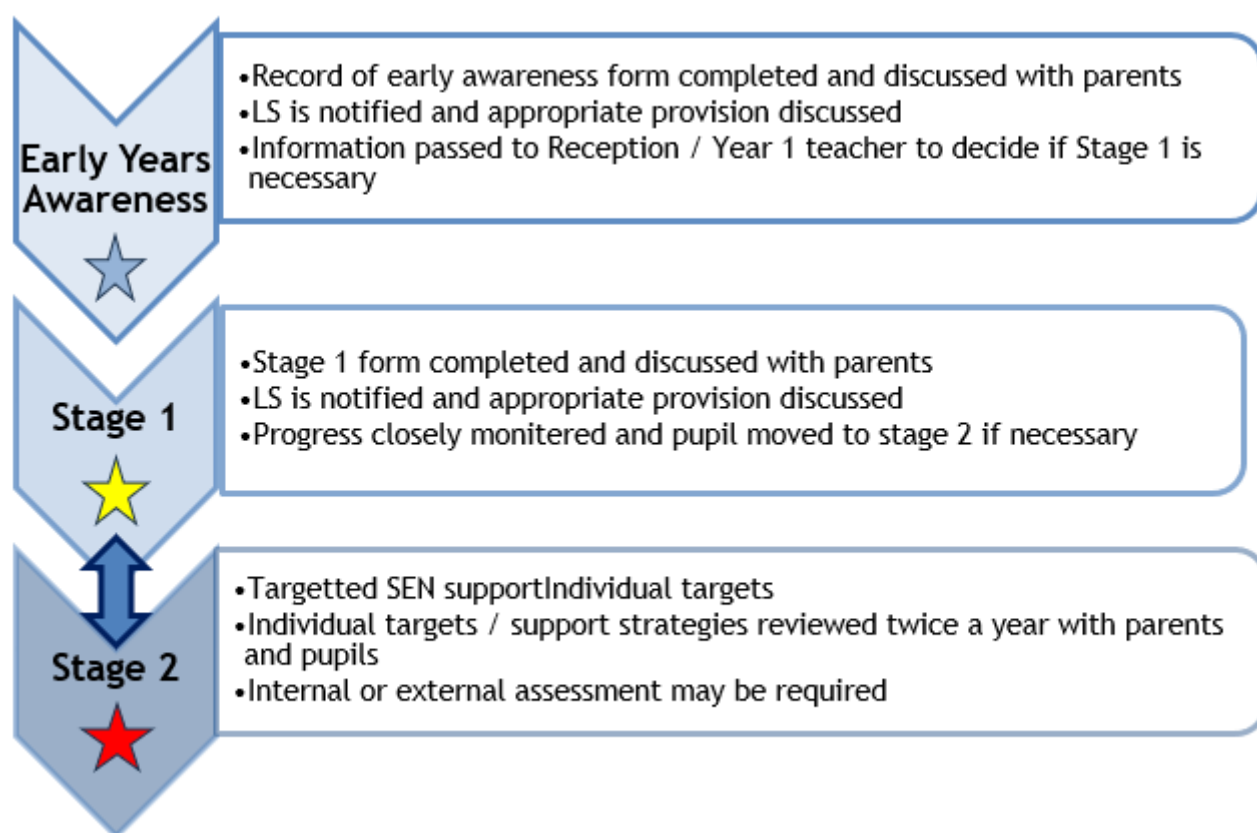 Early Years
Awareness
•Record of early awareness form completed and discussed with parents
•LS is notified and appropriate provision discussed
•Information passed to Reception / Year 1 teacher to decide if Stage 1 is
necessary
Stage 1
•Stage 1 form completed and discussed with parents
•LS is notified and appropriate provision discussed
•Progress closely monitered and pupil moved to stage 2 if necessary
Stage 2
•Targetted SEN supportIndividual targets
•Individual targets / support strategies reviewed twice a year with parents
and pupils
•Internal or external assessment may be required